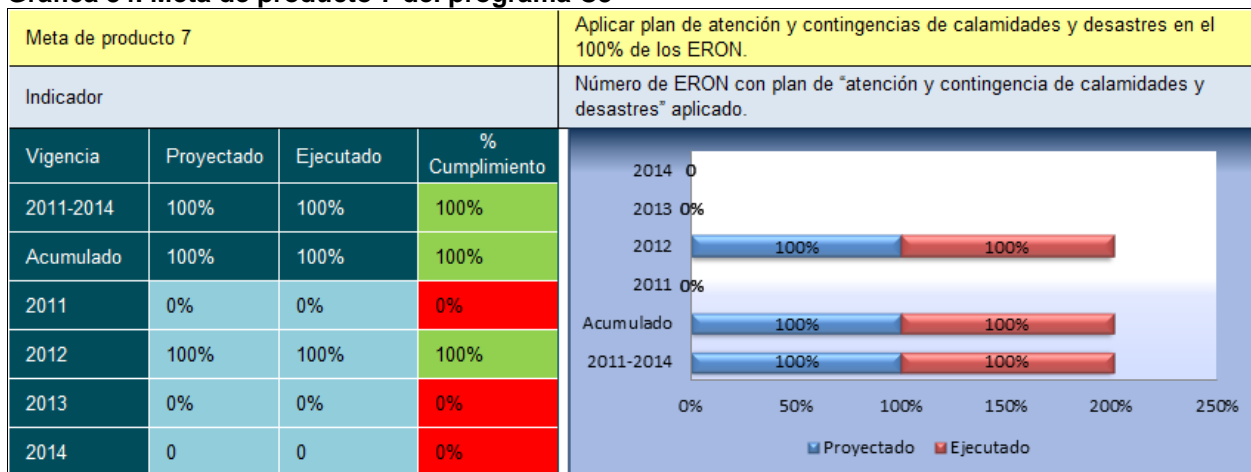 Meta de producto 7
Aplicar plan de atención y contingencias de calamidades y desastres en el
100% de los ERON.
Indicador
Número de ERON con plan de “atención y contingencia de calamidades y
desastres” aplicado.
Vigencia Proyectado Ejecutado % Cumplimiento
2011-2014 100% 100% 100%
Acumulado 100% 100% 100%
2011 0% 0% 0%
2012 100% 100% 100%
2013 0% 0% 0%
2014 0 0 0%
2014 0
2013 0%
2012 100% 100%
2011 0%
Acumulado 100% 100%
2011-2014 100% 100%
0% 50% 100% 150% 200% 250%
Proyectado Ejecutado